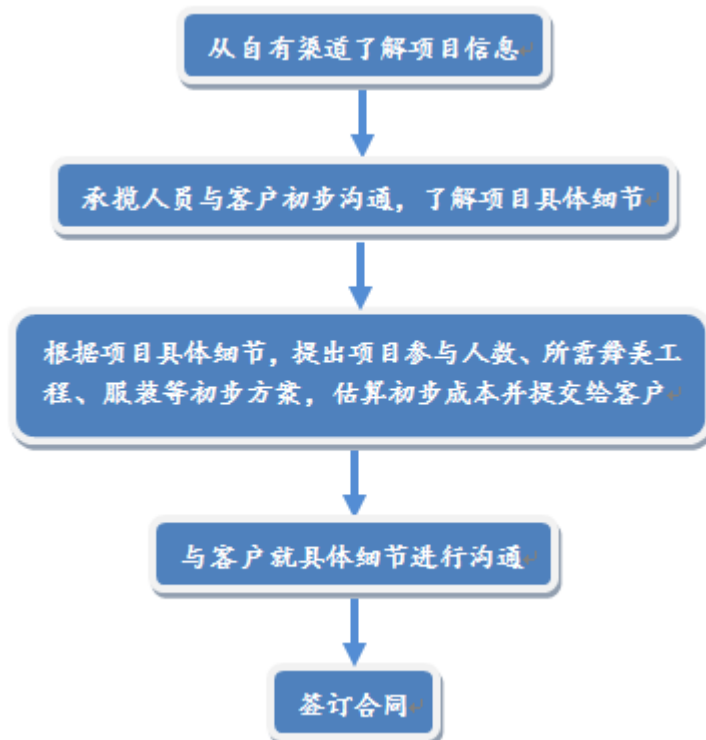 从自有渠道了解项目信息
承揽人员与客户初步沟通，了解项目具体细节
根据项目具体细节，提出项目参与人数、所需舞美工
程、服装等初步方案，估算初步成本并提交给客户
与客户就具体细节进行沟通
签订合同